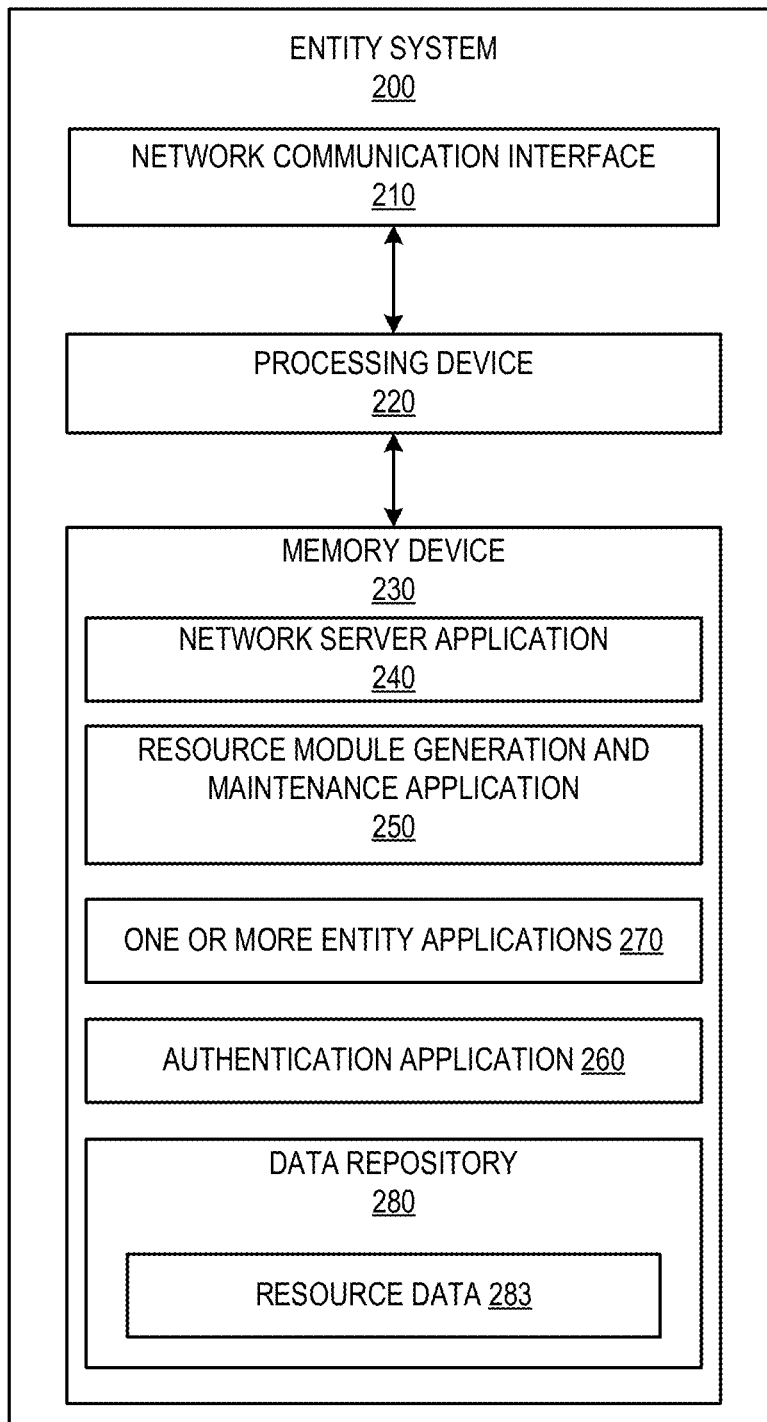 ENTITY SYSTEM
200
NETWORK COMMUNICATION INTERFACE
210
PROCESSING DEVICE
220
MEMORY DEVICE
230
NETWORK SERVER APPLICATION
240
RESOURCE MODULE GENERATION AND
MAINTENANCE APPLICATION
250
ONE OR MORE ENTITY APPLICATIONS 270
AUTHENTICATION APPLICATION 260
DATA REPOSITORY
280
RESOURCE DATA 283